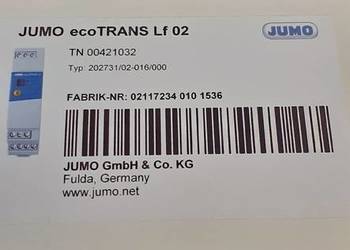 JUMO ecoTRANS Lf 02
JUMO
TN 00421032
Typ: 202731/02-016/000
FABRIK-NR: 02117234 010 1536
JUMO GmbH & Co. KG
Fulda, Germany
www.jumo.net